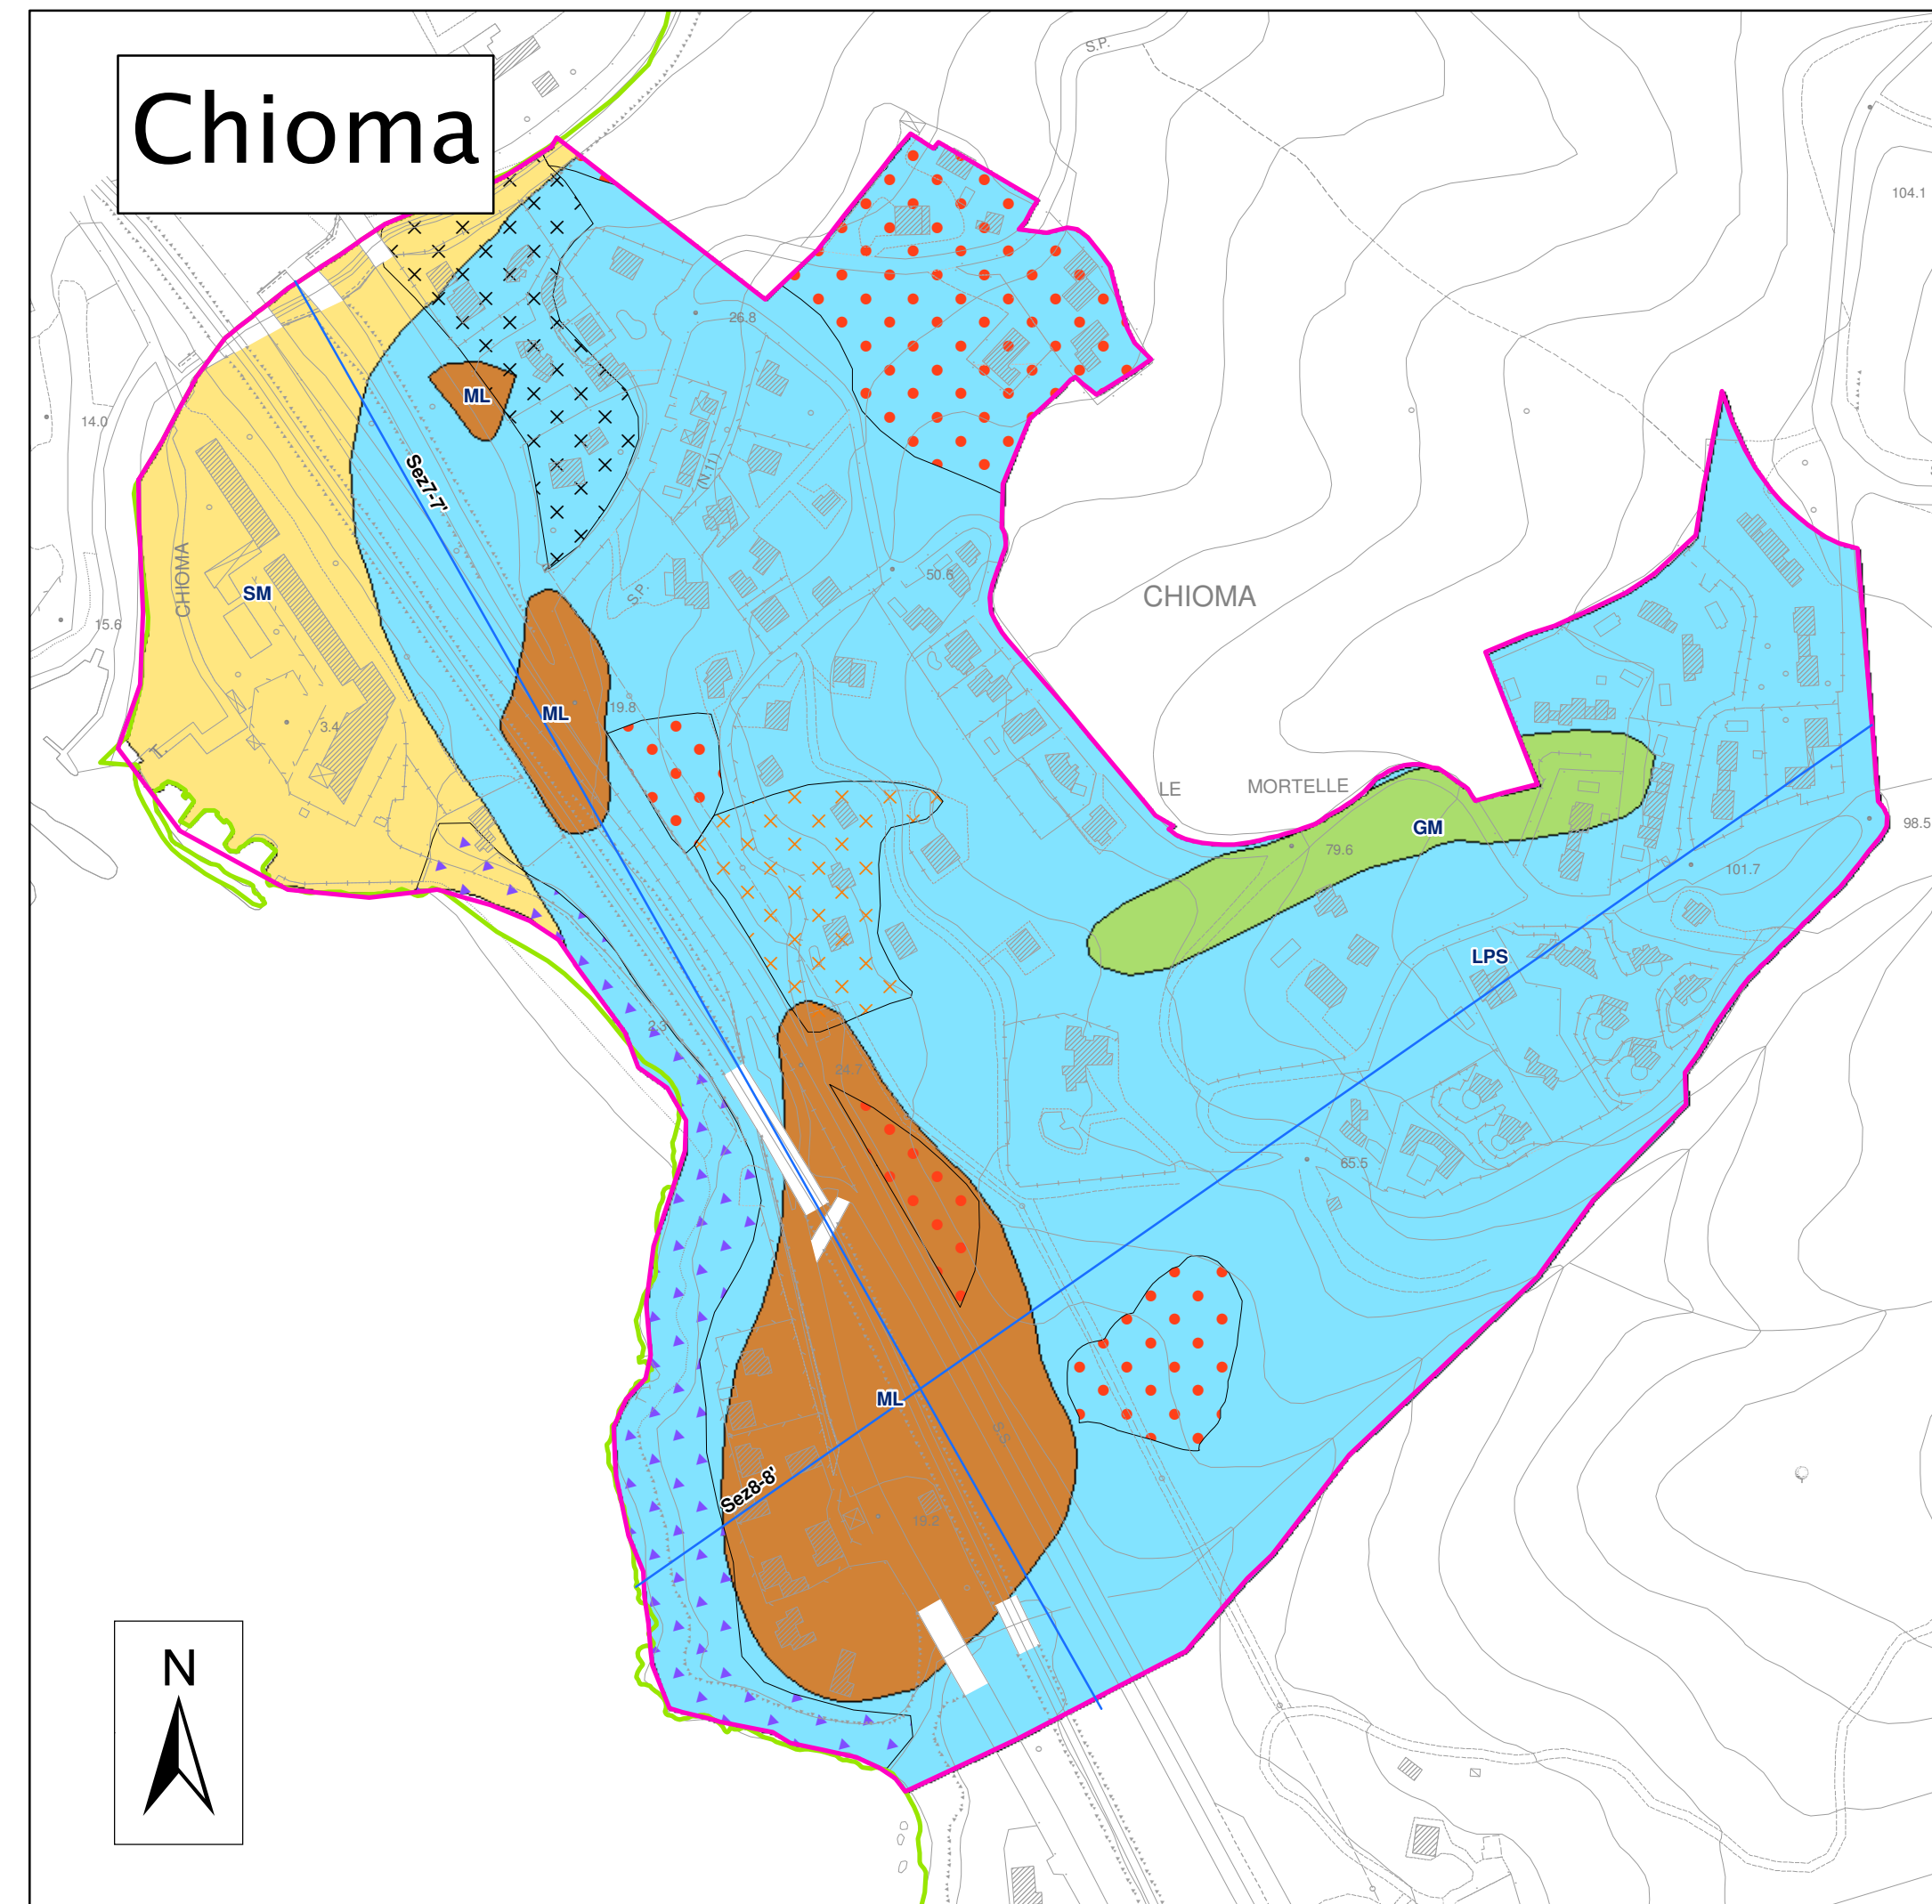 Chioma
S.P.
104.1
26.8
14.0
ML
Sez7-7'
(N.11)
CHIOMA
SM
50.6
CHIOMA
S.P.
15.6
ML
19.8
3.4
LE MORTELLE
GM
79.6
98.5
101.7
LPS
2.3
24.7
65.5
ML
S.S.
Sez8-8'
19.2
N